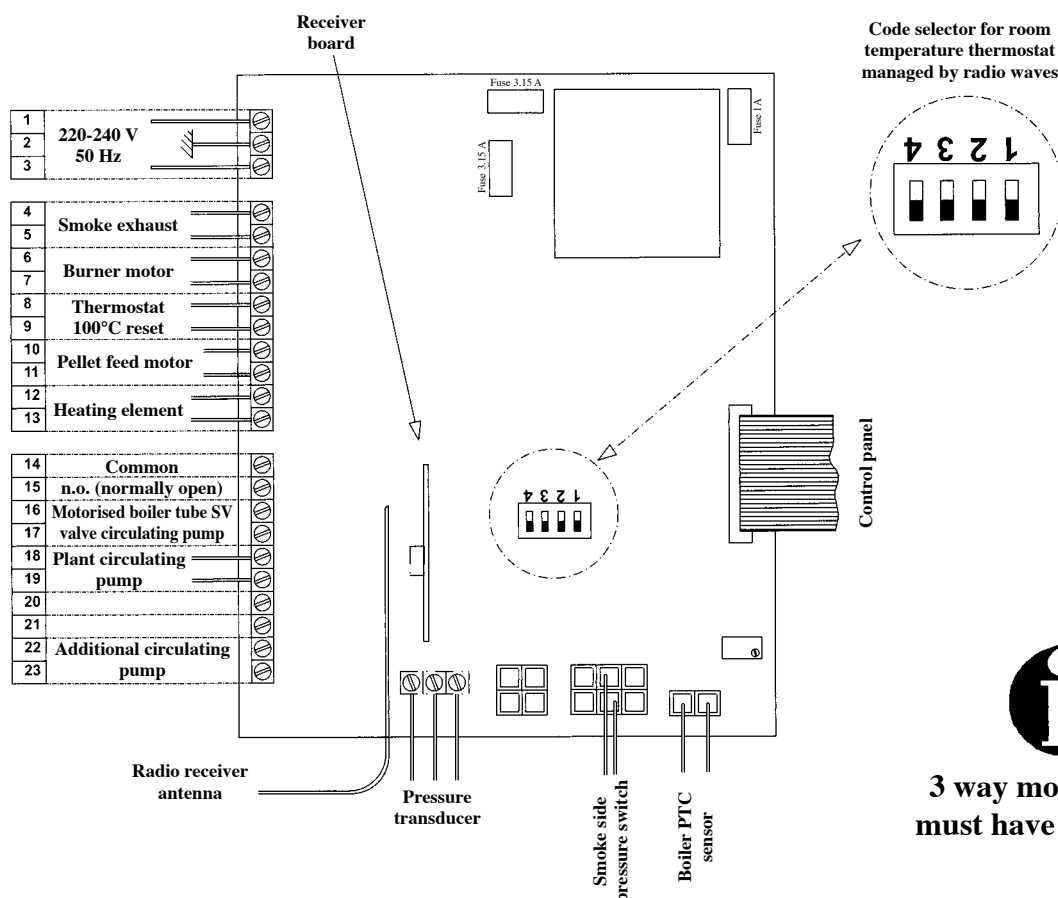 Receiver
board
Code selector for room
temperature thermostat
managed by radio waves
Fuse 3.15 A
Fuse 3.15 A
Fuse 1 A
4 3 2 1
1
2
3
220-240 V
50 Hz
4
5
Smoke exhaust
6
7
Burner motor
8
9
Thermostat
100°C reset
10
11
Pellet feed motor
12
13
Heating element
14
Common
15
n.o. (normally open)
16
Motorised boiler tube SV
17
valve circulating pump
18
19
Plant circulating
pump
20
21
22
23
Additional circulating
pump
4 3 2 1
Control panel
Radio receiver
antenna
Pressure
transducer
Smoke side
pressure switch
Boiler PTC
sensor
3 way mo
must have